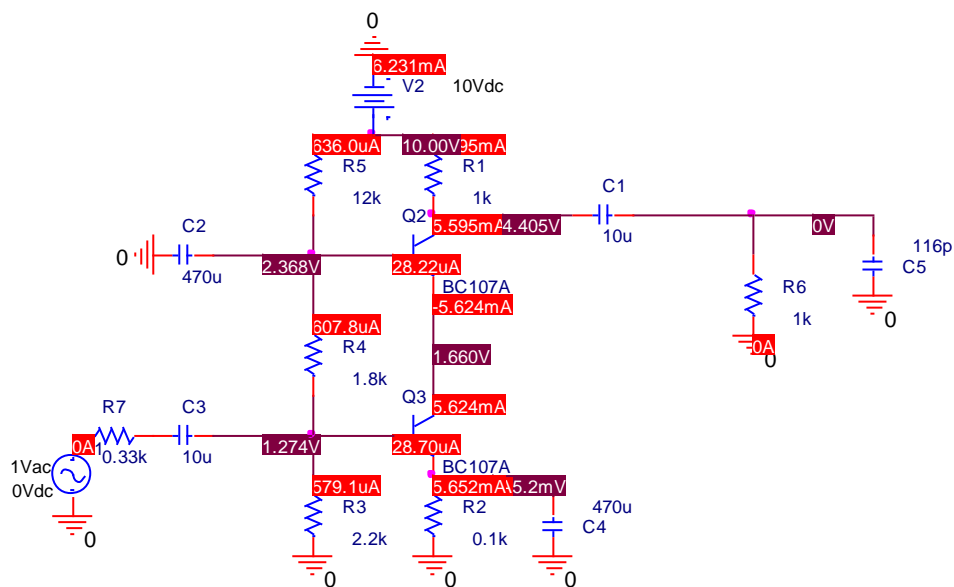 0
6.231mA
V2 10Vdc
636.0uA 10.00V 95mA
R5 R1
12k 1k
C1
Q2
5.595mA 4.405V
10u
0V
C2
0
470u
2.368V 28.22uA
BC107A
116p
C5
R6
1k
0
-5.624mA
607.8uA
R4
1.8k
1.660V
0A
0
Q3
5.624mA
R7 C3
0A
0.33k 10u
1.274V 28.70uA
BC107A
1Vac
0Vdc
579.1uA 5.652mA 5.2mV
R3 R2
2.2k 0.1k
470u
C4
0
0 0 0